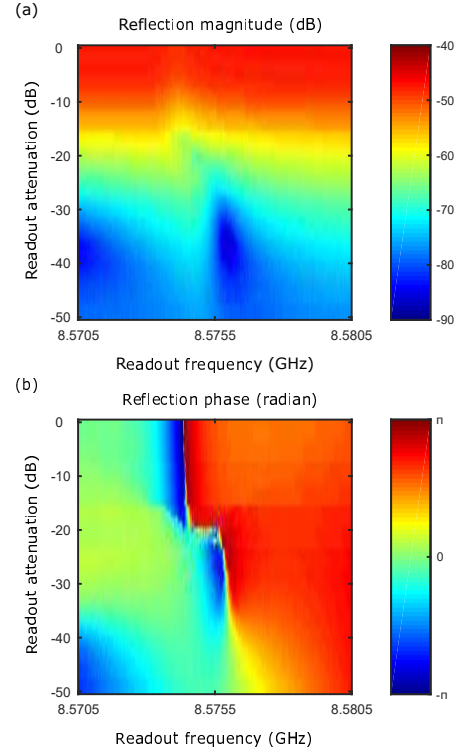 (a)
Reflection magnitude (dB)
Readout attenuation (dB)
0
-10
-20
-30
-40
-50
8.5705
8.5755
8.5805
Readout frequency (GHz)
-40
-50
-60
-70
-80
-90
(b)
Reflection phase (radian)
Readout attenuation (dB)
0
-10
-20
-30
-40
-50
8.5705
8.5755
8.5805
Readout frequency (GHz)
π
0
-π